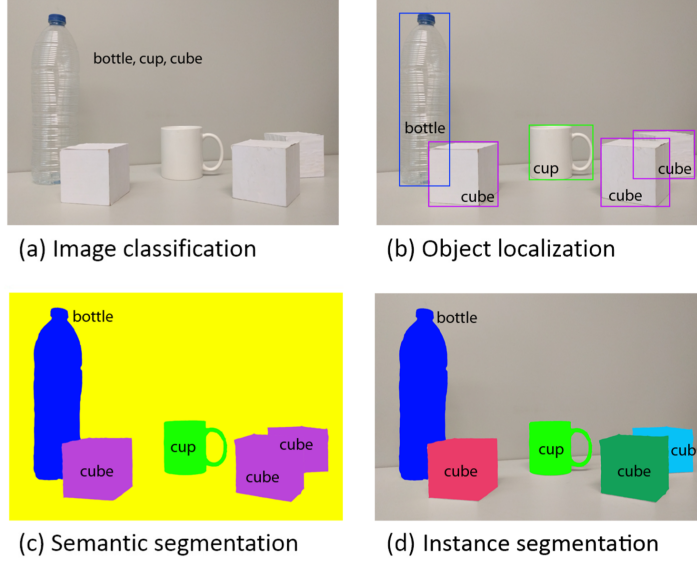 bottle, cup, cube
(a) Image classification
bottle
cube
cup
cube
cube
(b) Object localization
bottle
cube
cup
cube
cube
(c) Semantic segmentation
bottle
cube
cup
cube
cub
(d) Instance segmentation